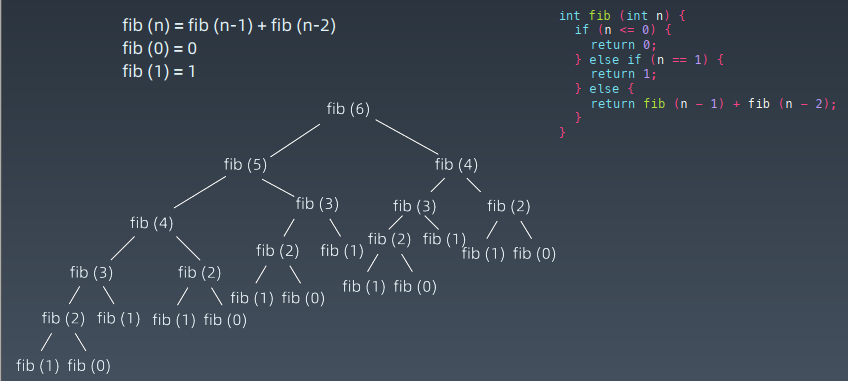 fib (n) = fib (n-1) + fib (n-2)
fib (0) = 0
fib (1) = 1
int fib (int n) {
if (n <= 0) {
return 0;
} else if (n == 1) {
return 1;
} else {
return fib (n - 1) + fib (n - 2);
}
}
fib (6)
fib (5) fib (4)
fib (4) fib (3) fib (3) fib (2)
fib (3) fib (2) fib (2) fib (1) fib (2) fib (1) fib (1) fib (0)
fib (2) fib (1) fib (1) fib (0) fib (1) fib (0) fib (1) fib (0)
fib (1) fib (0)